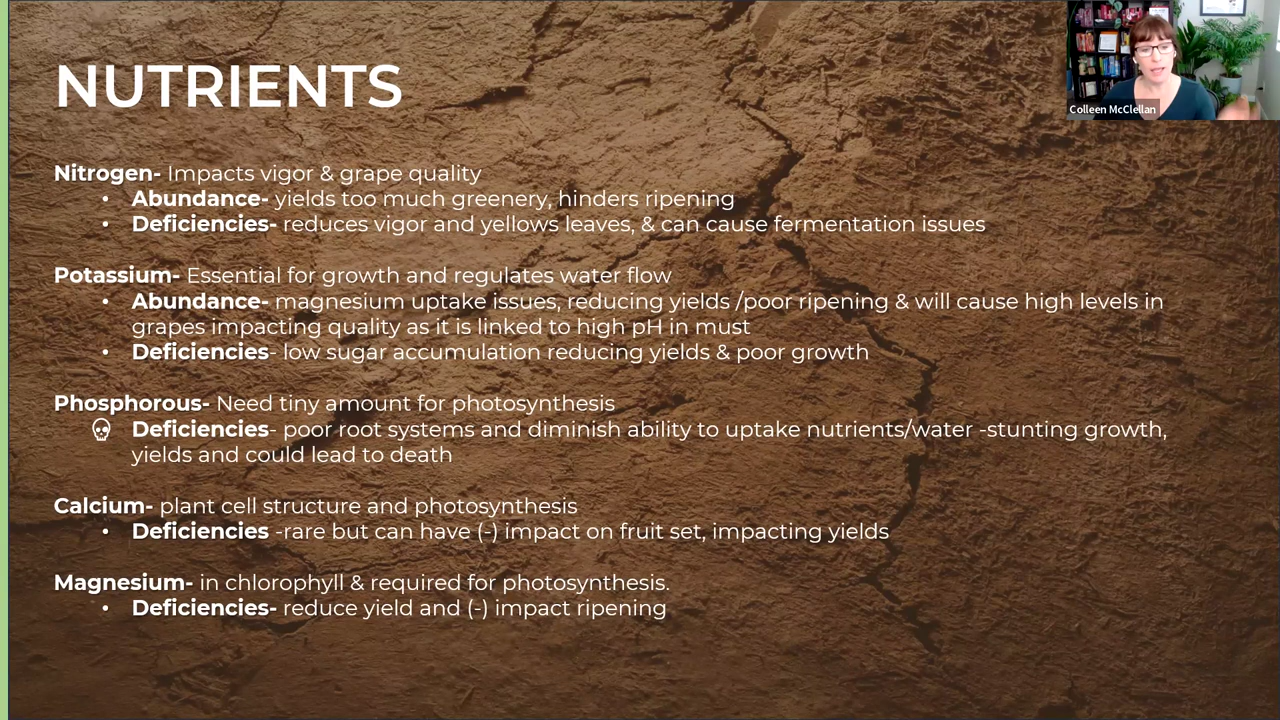 NUTRIENTS
Colleen McClellan
Nitrogen- Impacts vigor & grape quality
• Abundance- yields too much greenery, hinders ripening
• Deficiencies- reduces vigor and yellows leaves, & can cause fermentation issues
Potassium- Essential for growth and regulates water flow
• Abundance- magnesium uptake issues, reducing yields /poor ripening & will cause high levels in
grapes impacting quality as it is linked to high pH in must
• Deficiencies- low sugar accumulation reducing yields & poor growth
Phosphorous- Need tiny amount for photosynthesis
Deficiencies- poor root systems and diminish ability to uptake nutrients/water -stunting growth,
yields and could lead to death
Calcium- plant cell structure and photosynthesis
• Deficiencies -rare but can have (-) impact on fruit set, impacting yields
Magnesium- in chlorophyll & required for photosynthesis.
• Deficiencies- reduce yield and (-) impact ripening